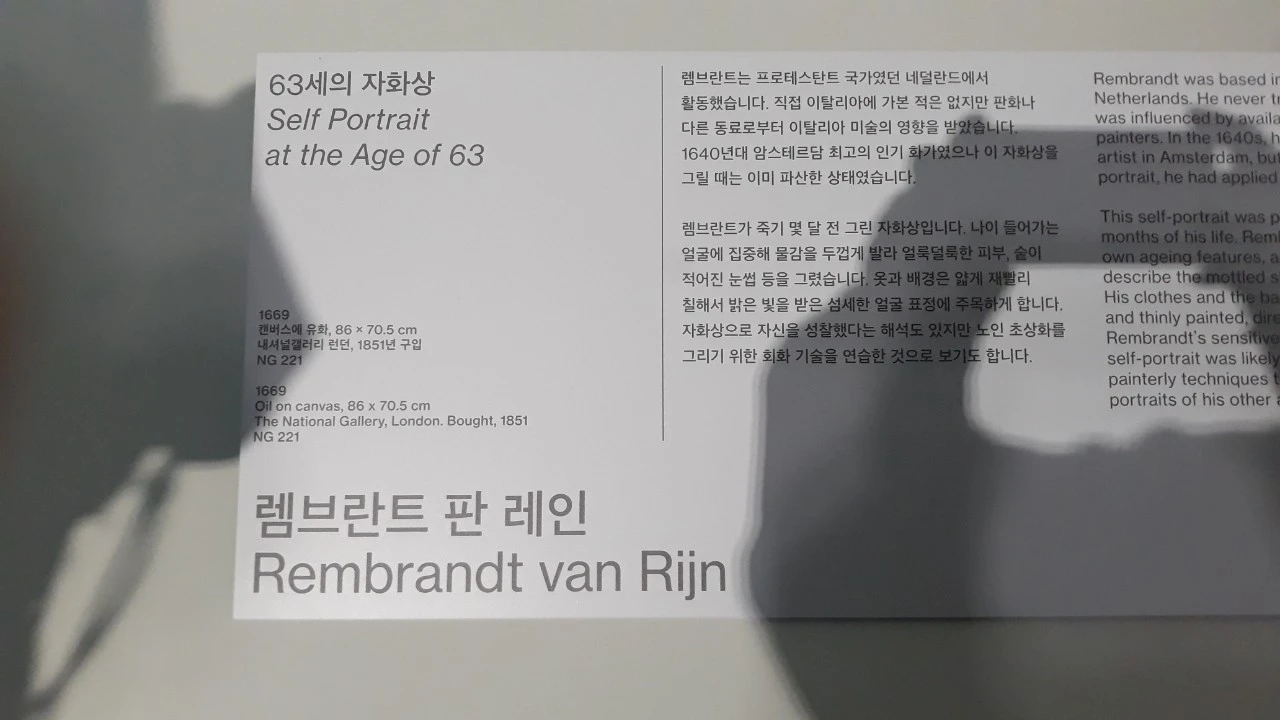 63세의 자화상
Self Portrait
at the Age of 63
1669
캔버스에 유화, 86 × 70.5 cm
내셔널갤러리 런던, 1851년 구입
NG 221
1669
Oil on canvas, 86 x 70.5 cm
The National Gallery, London. Bought, 1851
NG 221
렘브란트 판 레인
Rembrandt van Rijn
렘브란트는 프로테스탄트 국가였던 네덜란드에서
활동했습니다. 직접 이탈리아에 가본 적은 없지만 판화나
다른 동료로부터 이탈리아 미술의 영향을 받았습니다.
1640년대 암스테르담 최고의 인기 화가였으나 이 자화상을
그릴 때는 이미 파산한 상태였습니다.
렘브란트가 죽기 몇 달 전 그린 자화상입니다. 나이 들어가는
얼굴에 집중해 물감을 두껍게 발라 얼룩덜룩한 피부, 숱이
적어진 눈썹 등을 그렸습니다. 옷과 배경은 얇게 재빨리
칠해서 밝은 빛을 받은 섬세한 얼굴 표정에 주목하게 합니다.
자화상으로 자신을 성찰했다는 해석도 있지만 노인 초상화를
그리기 위한 회화 기술을 연습한 것으로 보기도 합니다.
Rembrandt was based in
Netherlands. He never
was influenced by
painters. In the 1640s,
artist in Amsterdam, but
portrait, he had applied
This self-portrait was
months of his life.
own ageing features,
describe the mottled
His clothes and the
and thinly painted,
Rembrandt's sensitive
self-portrait was likely
painterly techniques
portraits of his other